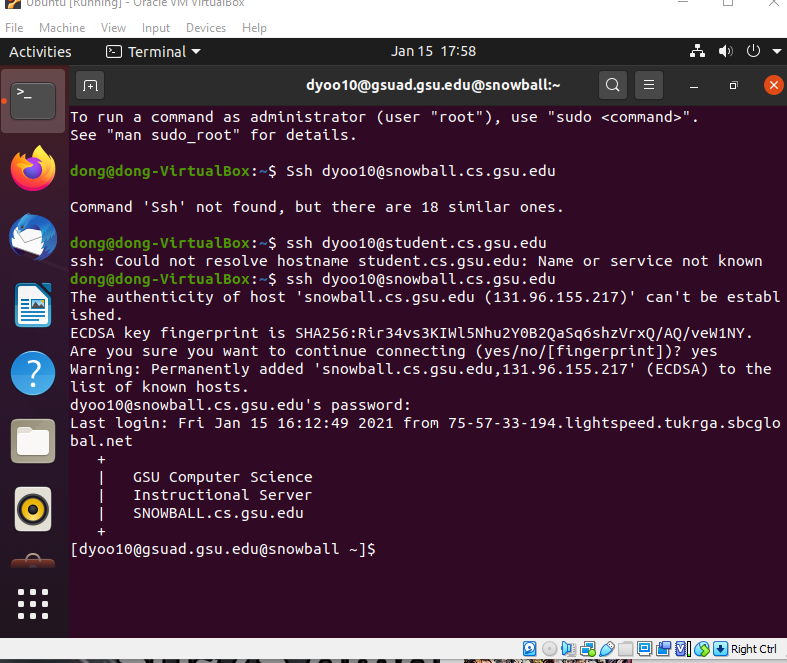 Ubuntu [Running] - Oracle VM VirtualBox
File Machine View Input Devices Help
Activities Terminal Jan 15 17:58
dyoo10@gsuad.gsu.edu@snowball:~
To run a command as administrator (user "root"), use "sudo <command>".
See "man sudo_root" for details.
dong@dong-VirtualBox:~$ Ssh dyoo10@snowball.cs.gsu.edu
Command 'Ssh' not found, but there are 18 similar ones.
dong@dong-VirtualBox:~$ ssh dyoo10@student.cs.gsu.edu
ssh: Could not resolve hostname student.cs.gsu.edu: Name or service not known
dong@dong-VirtualBox:~$ ssh dyoo10@snowball.cs.gsu.edu
The authenticity of host 'snowball.cs.gsu.edu (131.96.155.217)' can't be establ
ished.
ECDSA key fingerprint is SHA256:Rir34vs3KIWl5Nhu2Y0B2QaSq6shzVrxQ/AQ/veW1NY.
Are you sure you want to continue connecting (yes/no/[fingerprint])? yes
Warning: Permanently added 'snowball.cs.gsu.edu,131.96.155.217' (ECDSA) to the
list of known hosts.
dyoo10@snowball.cs.gsu.edu's password:
Last login: Fri Jan 15 16:12:49 2021 from 75-57-33-194.lightspeed.tukrga.sbcglo
bal.net
+
| GSU Computer Science
| Instructional Server
| SNOWBALL.cs.gsu.edu
+
[dyoo10@gsuad.gsu.edu@snowball ~]$
Right Ctrl